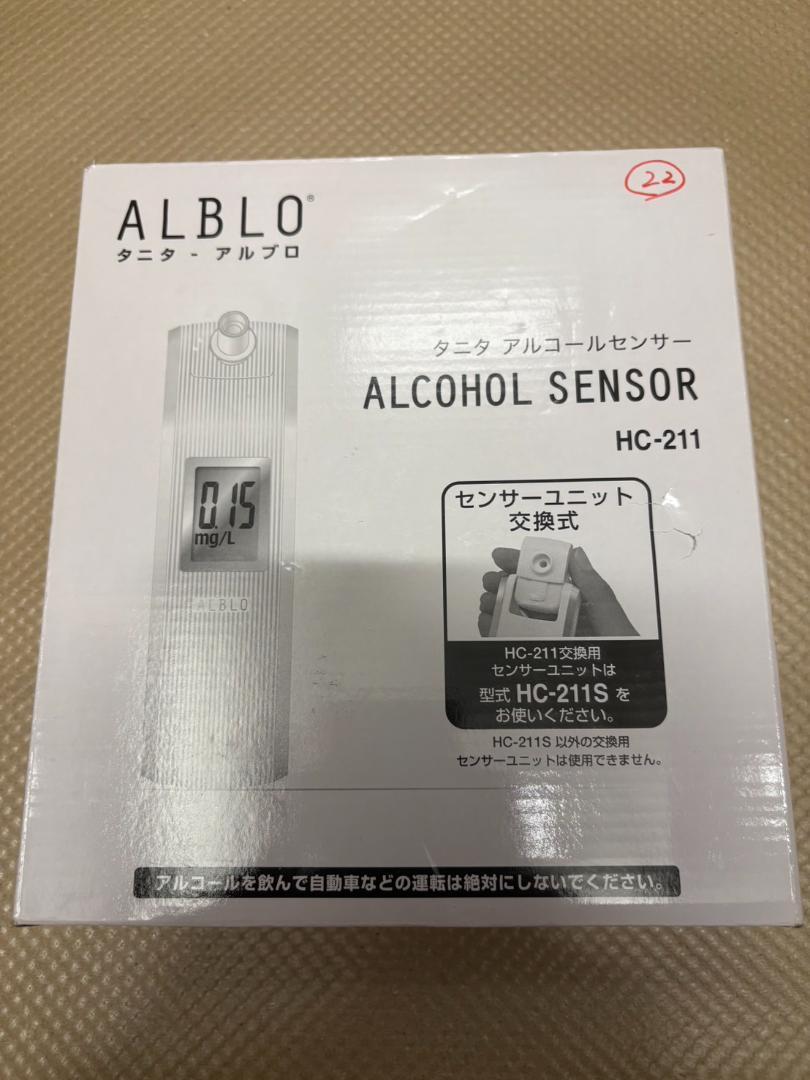 22
ALBLO®
タニタ - アルブロ
タニタ アルコールセンサー
ALCOHOL SENSOR
HC-211
0.15
mg/L
ALBLO
センサーユニット
交換式
HC-211交換用
センサーユニットは
型式 HC-211S を
お使いください。
HC-211S 以外の交換用
センサーユニットは使用できません。
アルコールを飲んで自動車などの運転は絶対にしないでください。